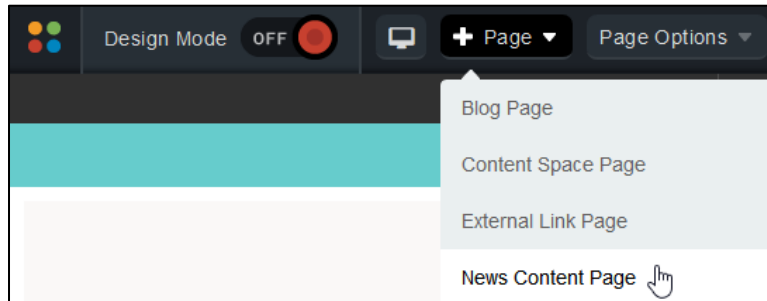 Design Mode OFF Page Page Options
Blog Page
Content Space Page
External Link Page
News Content Page